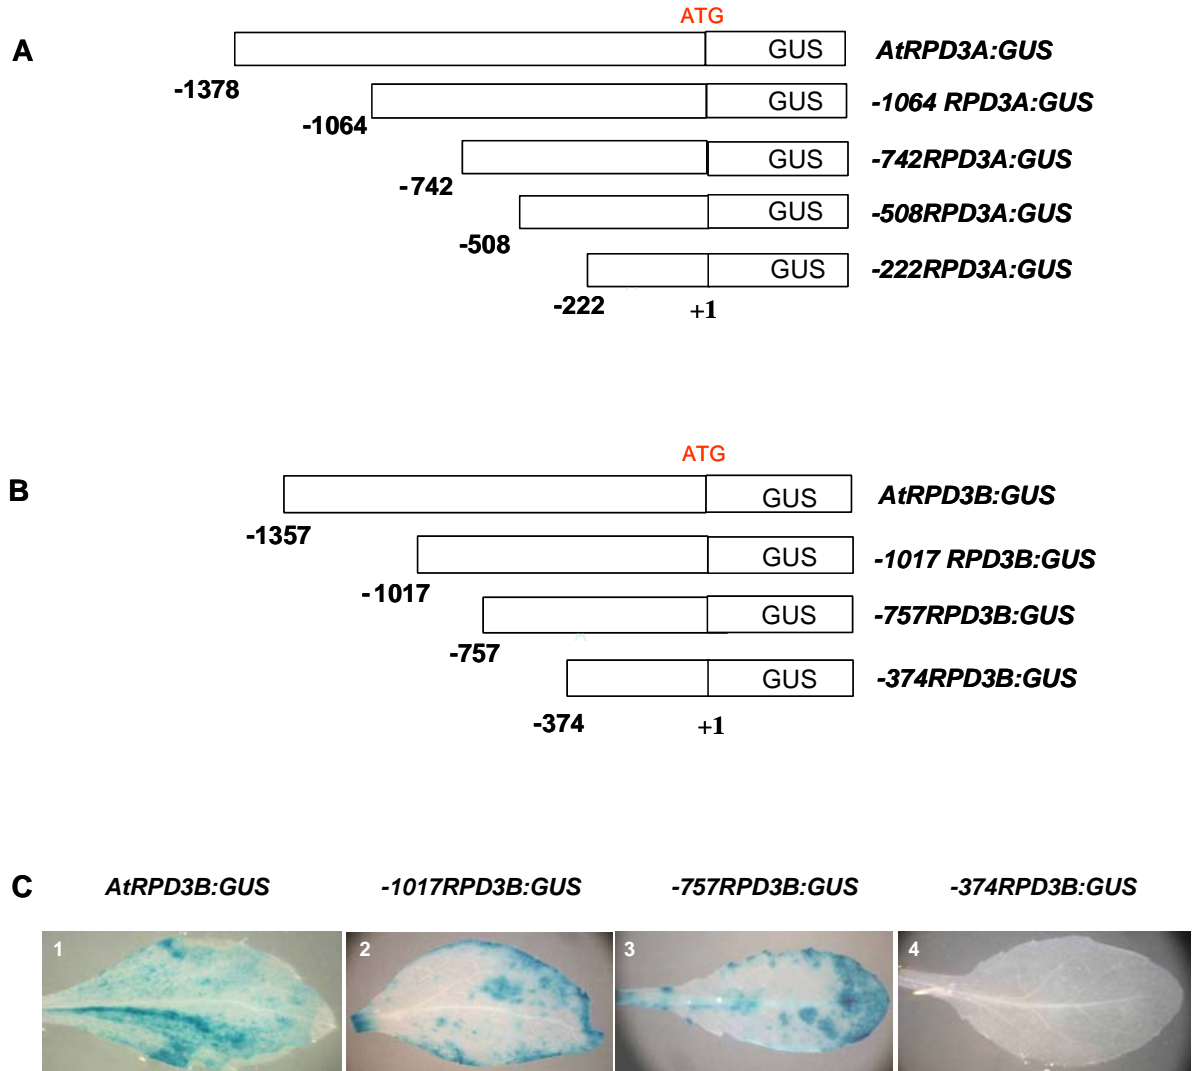 A
ATG
GUS
AtRPD3A:GUS
-1378
GUS
-1064 RPD3A:GUS
-1064
GUS
-742RPD3A:GUS
-742
GUS
-508RPD3A:GUS
-508
GUS
-222RPD3A:GUS
-222
+1
B
ATG
GUS
AtRPD3B:GUS
-1357
GUS
-1017 RPD3B:GUS
-1017
GUS
-757RPD3B:GUS
-757
GUS
-374RPD3B:GUS
-374
+1
C
AtRPD3B:GUS
-1017RPD3B:GUS
-757RPD3B:GUS
-374RPD3B:GUS
1
2
3
4